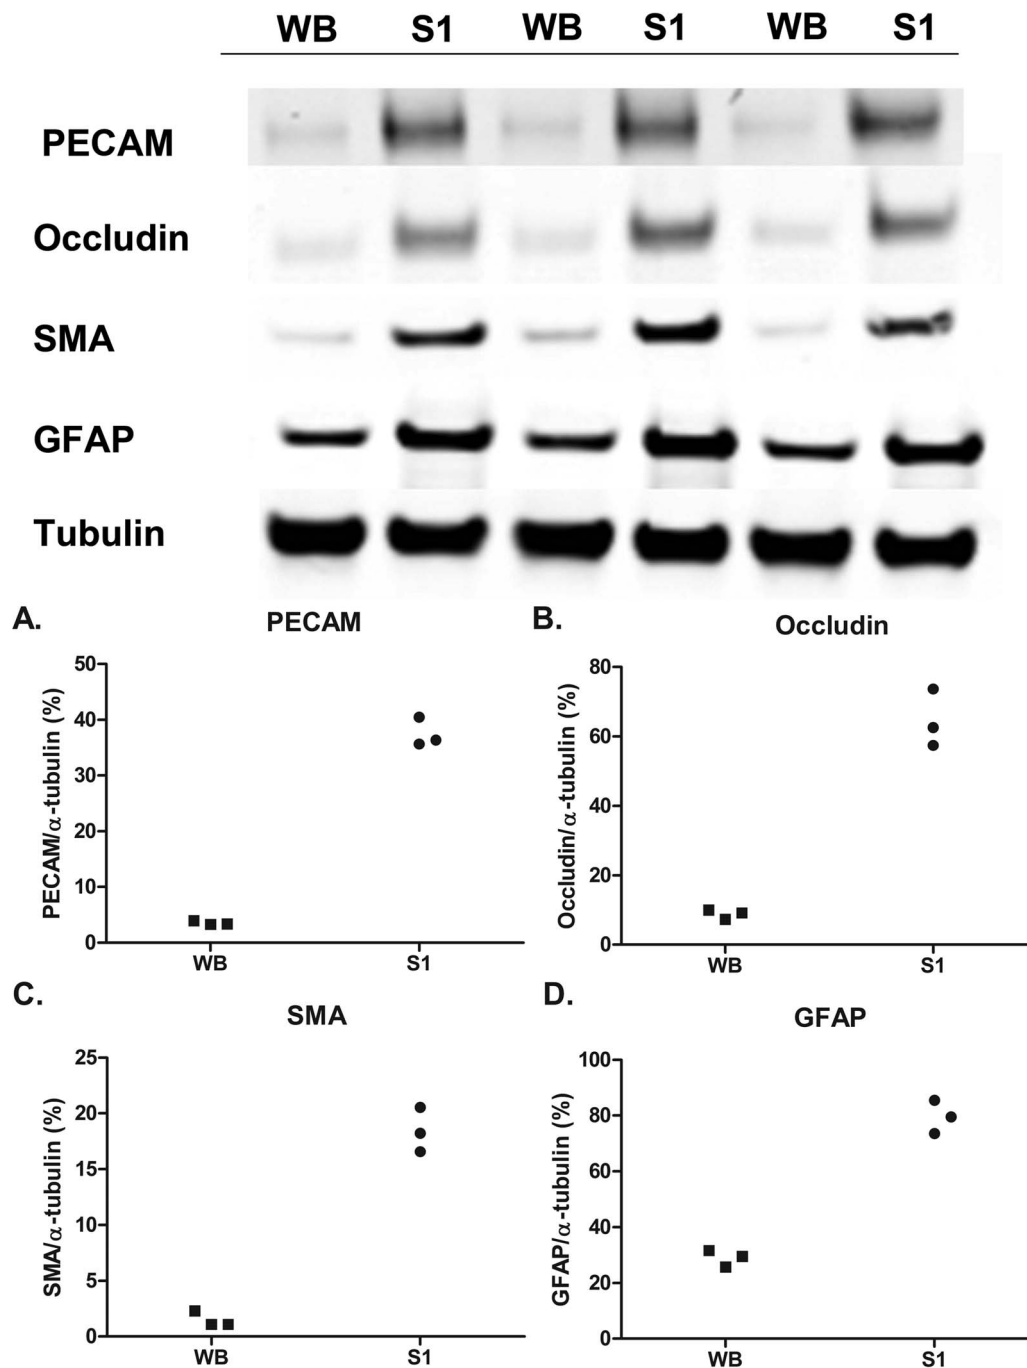 WB S1 WB S1 WB S1
PECAM
Occludin
SMA
GFAP
Tubulin
A.
PECAM
PECAM/α-tubulin (%)
50
40
30
20
10
0
WB S1
B.
Occludin
Occludin/α-tubulin (%)
80
60
40
20
0
WB S1
C.
SMA
SMA/α-tubulin (%)
25
20
15
10
5
0
WB S1
D.
GFAP
GFAP/α-tubulin (%)
100
80
60
40
20
0
WB S1